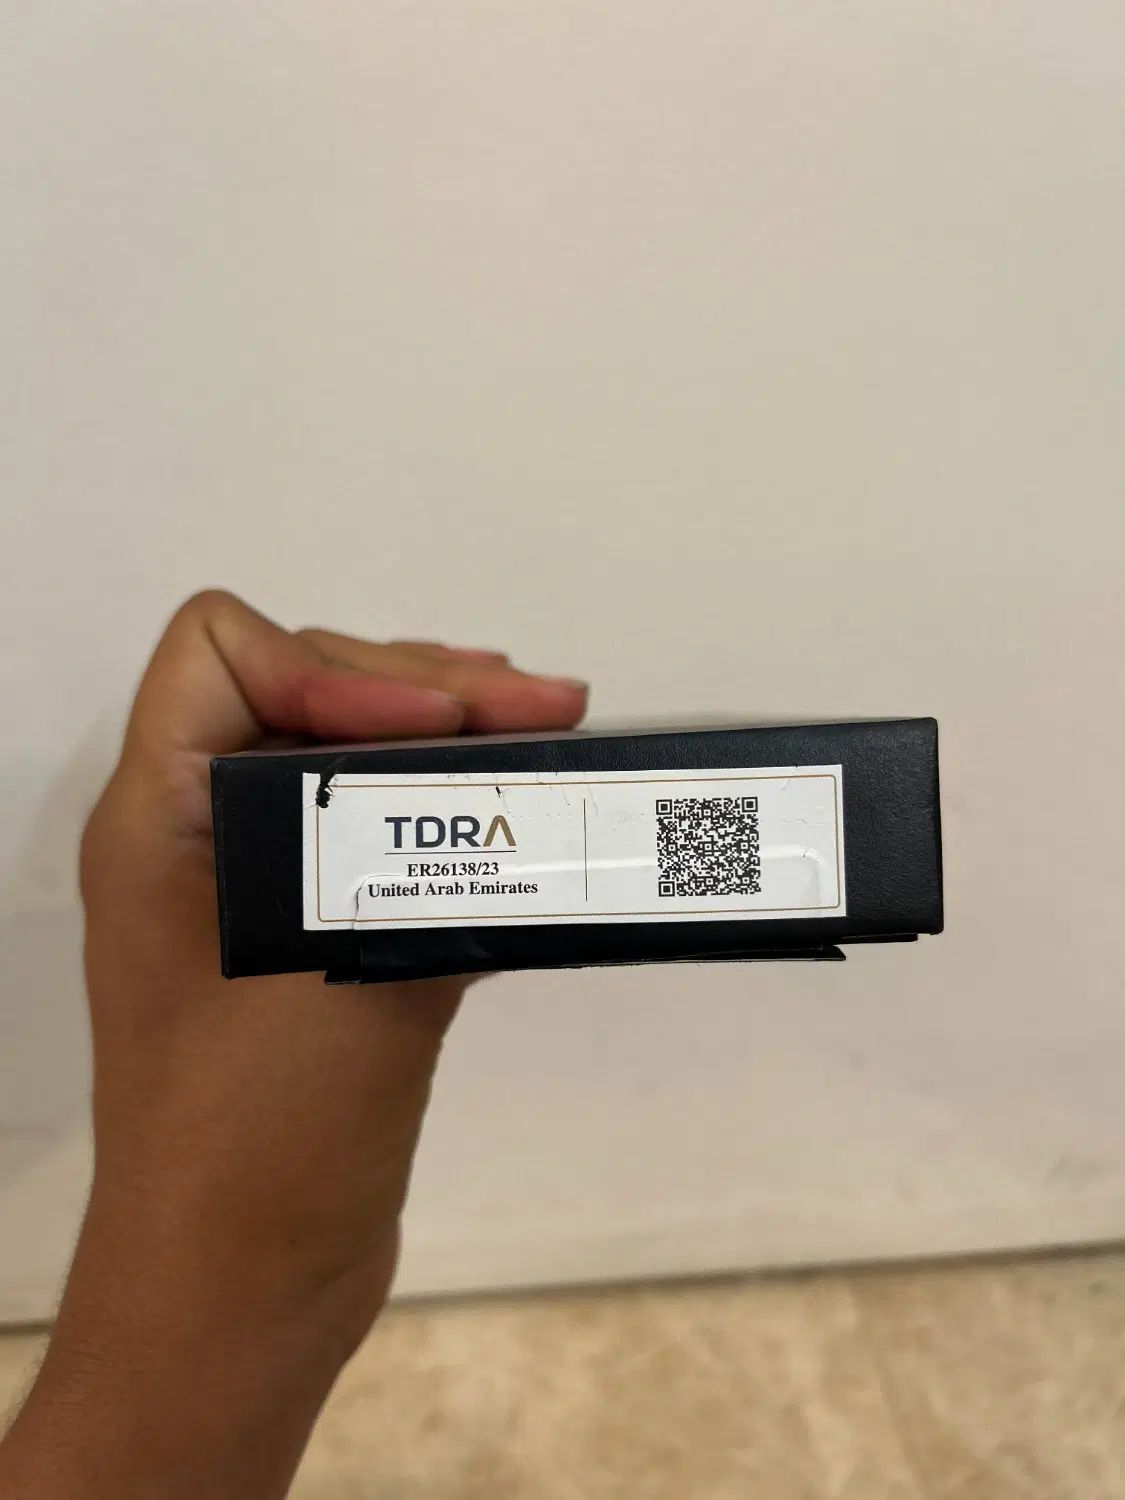 TDRA
ER26138/23
United Arab Emirates